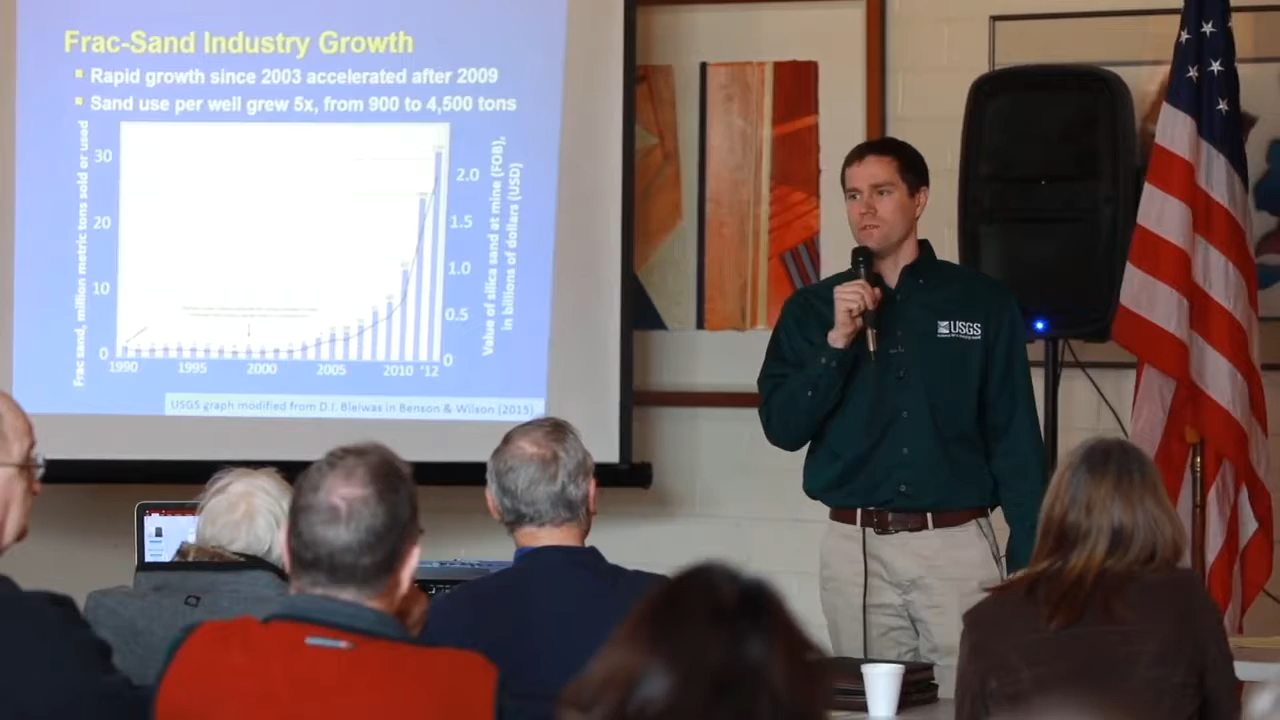 Frac-Sand Industry Growth
Rapid growth since 2003 accelerated after 2009
Sand use per well grew 5x, from 900 to 4,500 tons
Frac sand, million metric tons sold or used
30
20
10
0
1990
1995
2000
2005
2010
'12
2.0
1.5
1.0
0.5
0
Value of silica sand at mine (FOB),
in billions of dollars (USD)
USGS graph modified from D.I. Bleiwas in Benson & Wilson (2015)
USGS